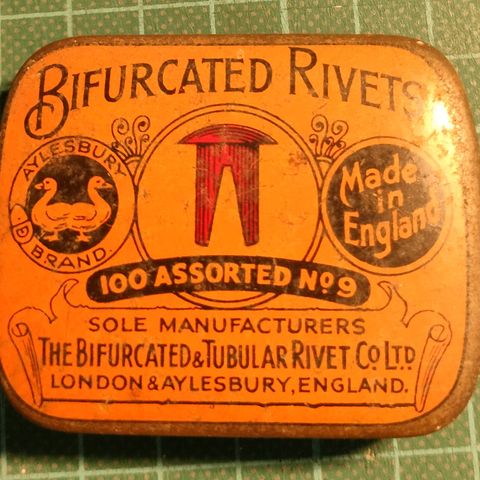 BIFURCATED RIVETS
AYLESBURY
D
BRAND
Made
in
England
100 ASSORTED Nº 9
SOLE MANUFACTURERS
THE BIFURCATED & TUBULAR RIVET Co LTD
LONDON & AYLESBURY, ENGLAND.